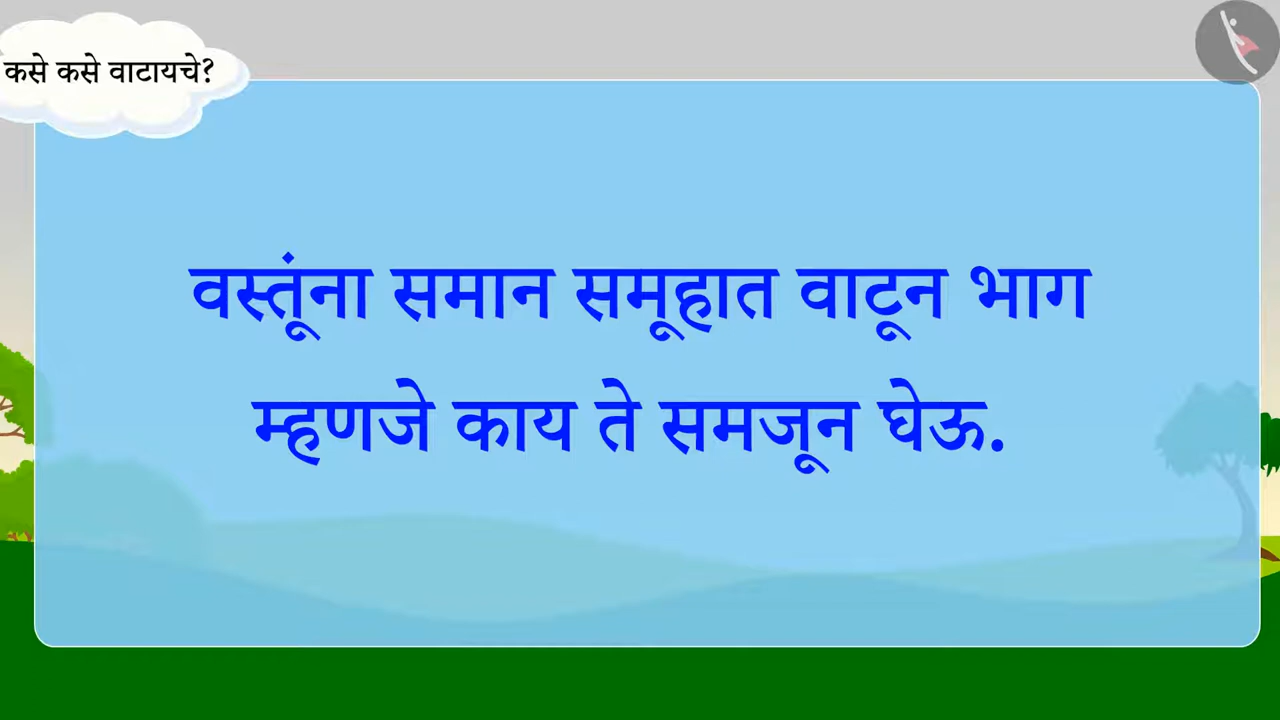 कसे कसे वाटायचे?
वस्तूंना समान समूहात वाटून भाग
म्हणजे काय ते समजून घेऊ.